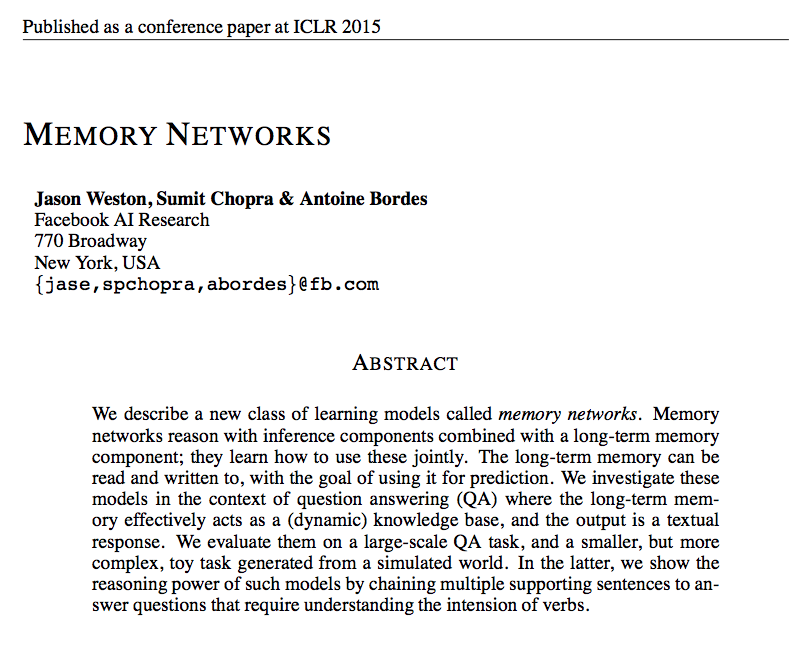 Published as a conference paper at ICLR 2015
MEMORY NETWORKS
Jason Weston, Sumit Chopra & Antoine Bordes
Facebook AI Research
770 Broadway
New York, USA
{jase,spchopra,abordes}@fb.com
ABSTRACT
We describe a new class of learning models called memory networks. Memory
networks reason with inference components combined with a long-term memory
component; they learn how to use these jointly. The long-term memory can be
read and written to, with the goal of using it for prediction. We investigate these
models in the context of question answering (QA) where the long-term mem-
ory effectively acts as a (dynamic) knowledge base, and the output is a textual
response. We evaluate them on a large-scale QA task, and a smaller, but more
complex, toy task generated from a simulated world. In the latter, we show the
reasoning power of such models by chaining multiple supporting sentences to an-
swer questions that require understanding the intension of verbs.